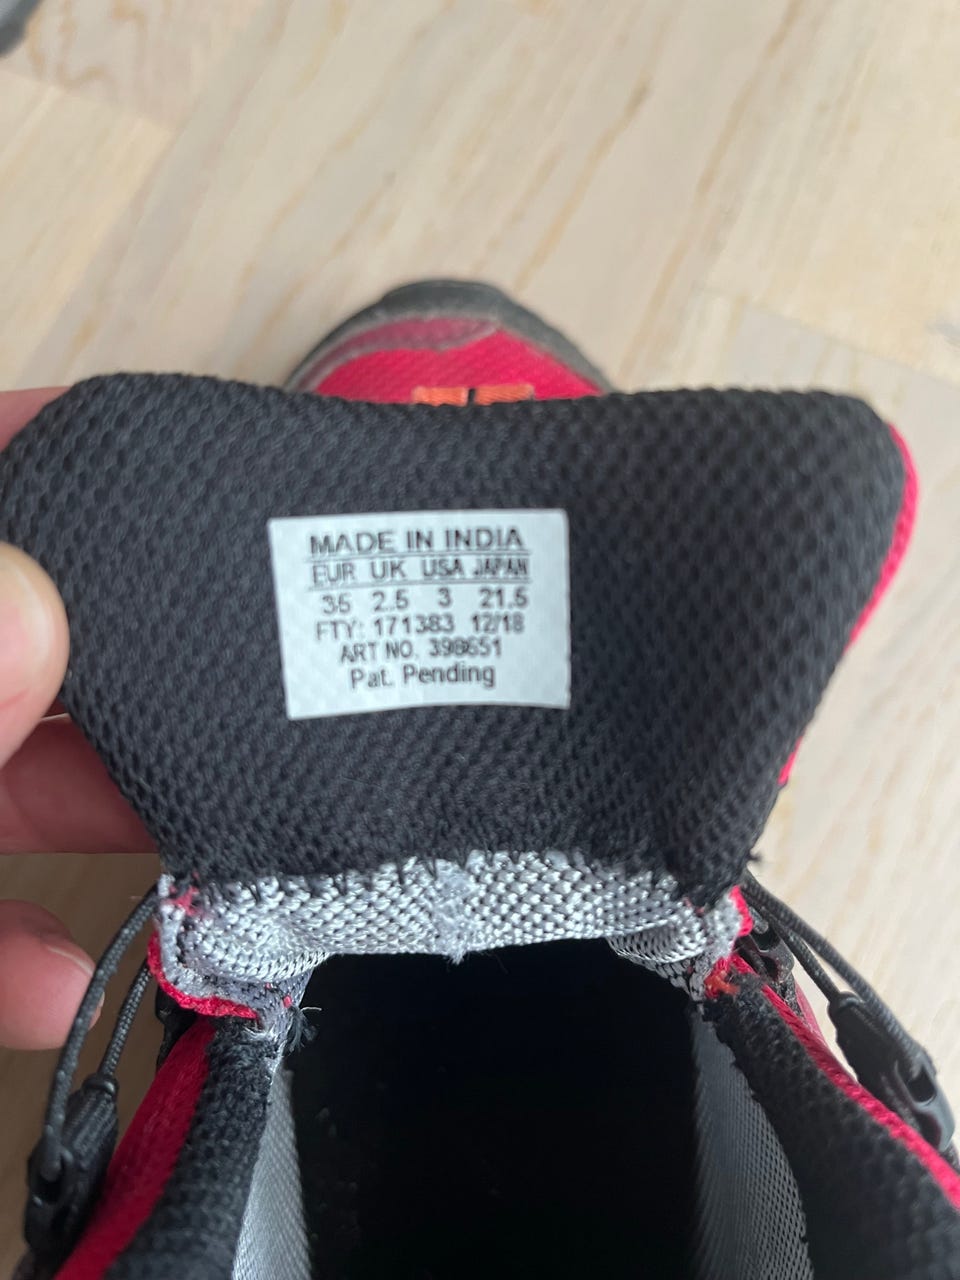 MADE IN INDIA
EUR UK USA JAPAN
35 2.5 3 21.5
FTY: 171383 12/18
ART NO. 398651
Pat. Pending